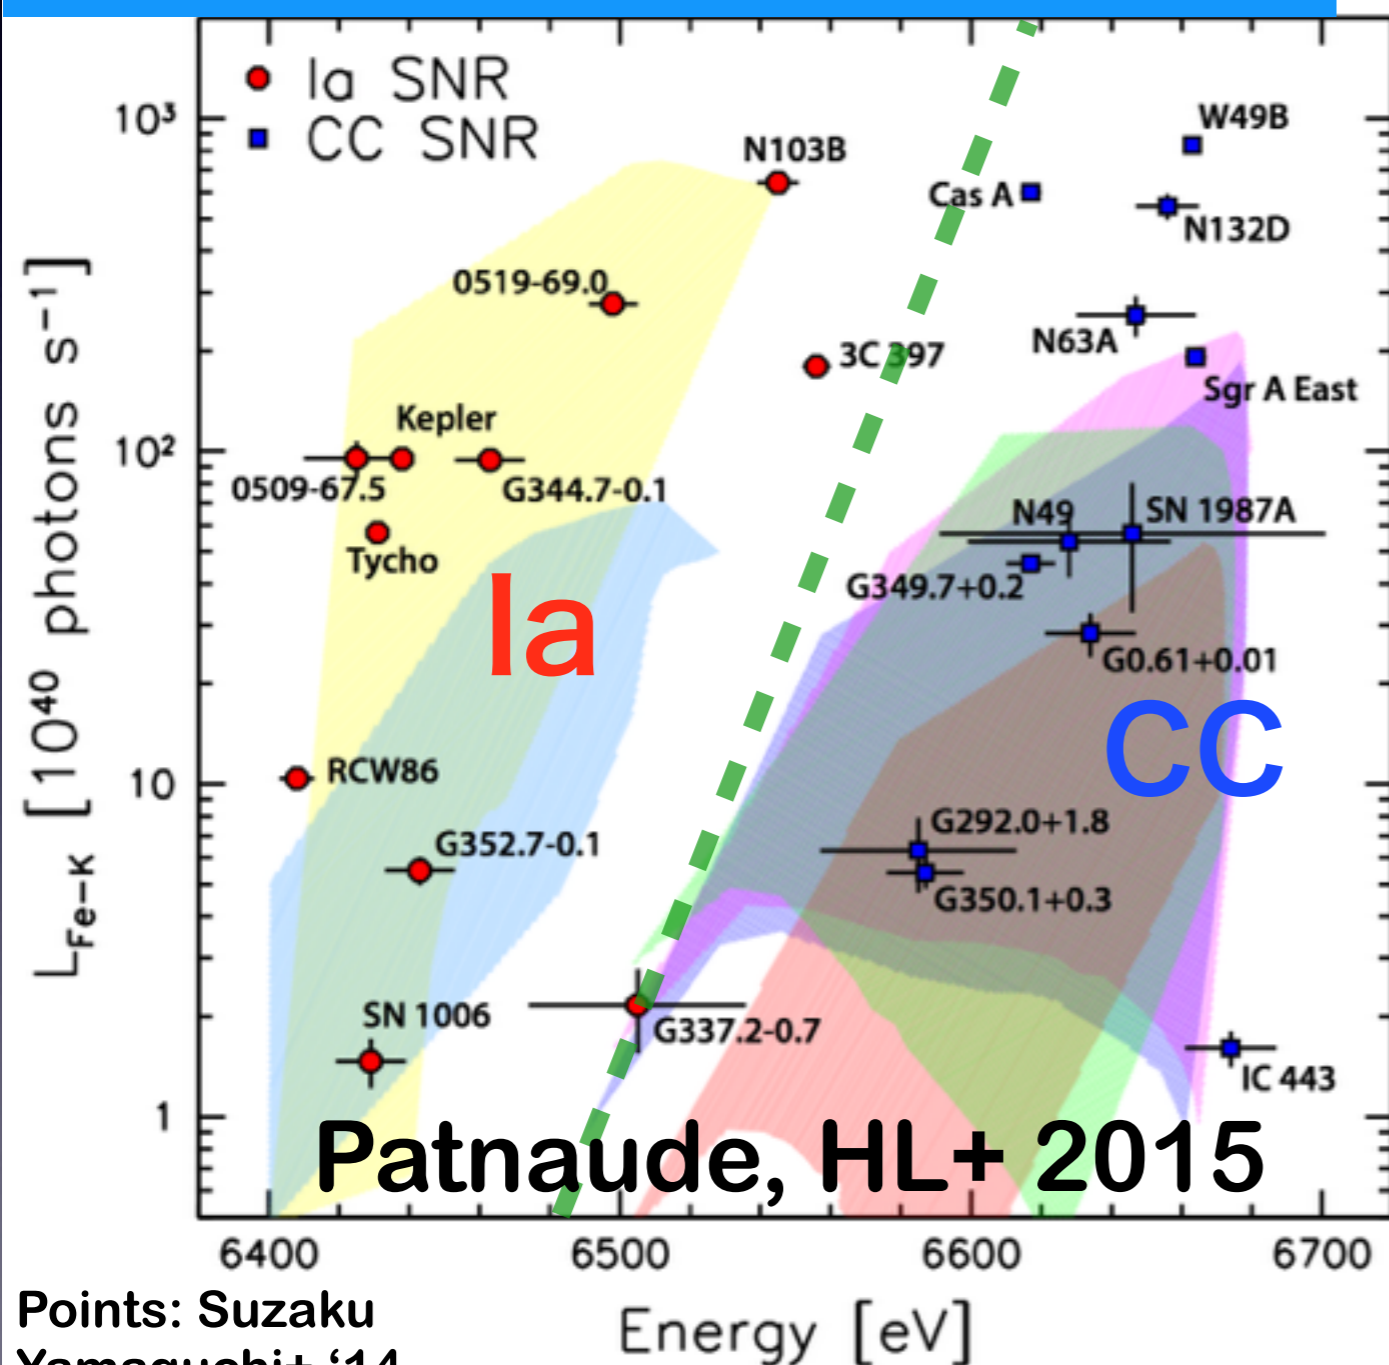 Ia SNR
CC SNR
W49B
N103B
Cas A
N132D
0519-69.0
N63A
3C 397
Sgr A East
Kepler
0509-67.5
G344.7-0.1
N49
SN 1987A
Tycho
Ia
G349.7+0.2
G0.61+0.01
CC
RCW86
G292.0+1.8
G352.7-0.1
G350.1+0.3
SN 1006
G337.2-0.7
IC 443
Patnaude, HL+ 2015
10³
10²
10
1
L_Fe-K [10⁴⁰ photons s⁻¹]
6400 6500 6600 6700
Energy [eV]
Points: Suzaku
Yamaguchi+ ‘14